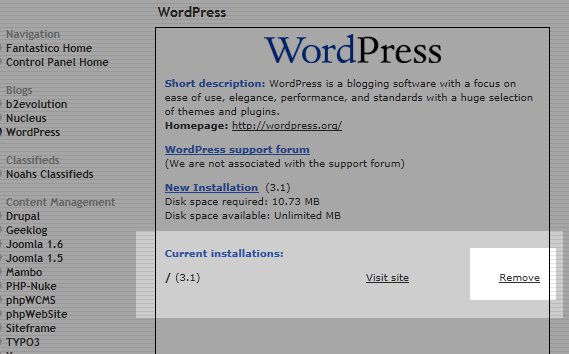 WordPress
Navigation
Fantastico Home
Control Panel Home
Blogs
b2evolution
Nucleus
WordPress
Classifieds
Noahs Classifieds
Content Management
Drupal
Geeklog
Joomla 1.6
Joomla 1.5
Mambo
PHP-Nuke
phpWCMS
phpWebSite
Siteframe
TYPO3
WordPress
Short description: WordPress is a blogging software with a focus on
ease of use, elegance, performance, and standards with a huge selection
of themes and plugins.
Homepage: http://wordpress.org/
WordPress support forum
(We are not associated with the support forum)
New Installation (3.1)
Disk space required: 10.73 MB
Disk space available: Unlimited MB
Current installations:
/ (3.1) Visit site Remove